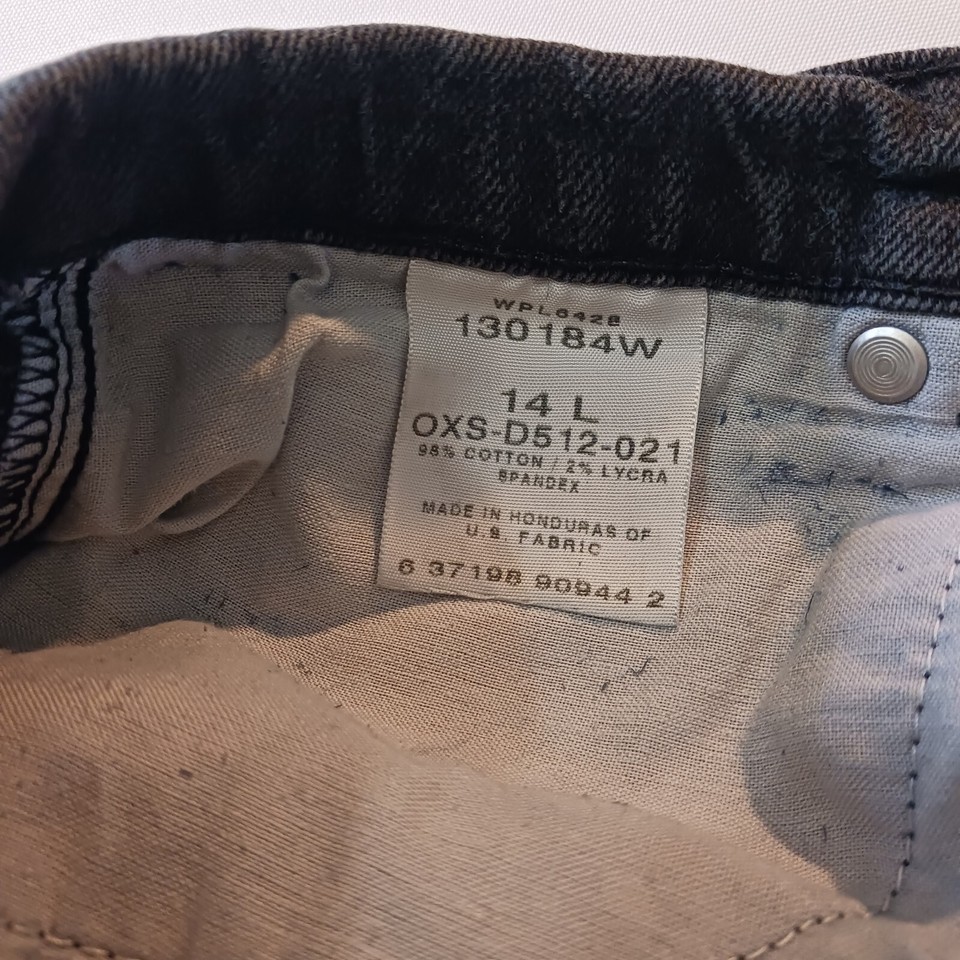 WPL6428
130184W
14 L
OXS-D512-021
98% COTTON / 2% LYCRA
SPANDEX
MADE IN HONDURAS OF
U.S. FABRIC
6 37198 90944 2